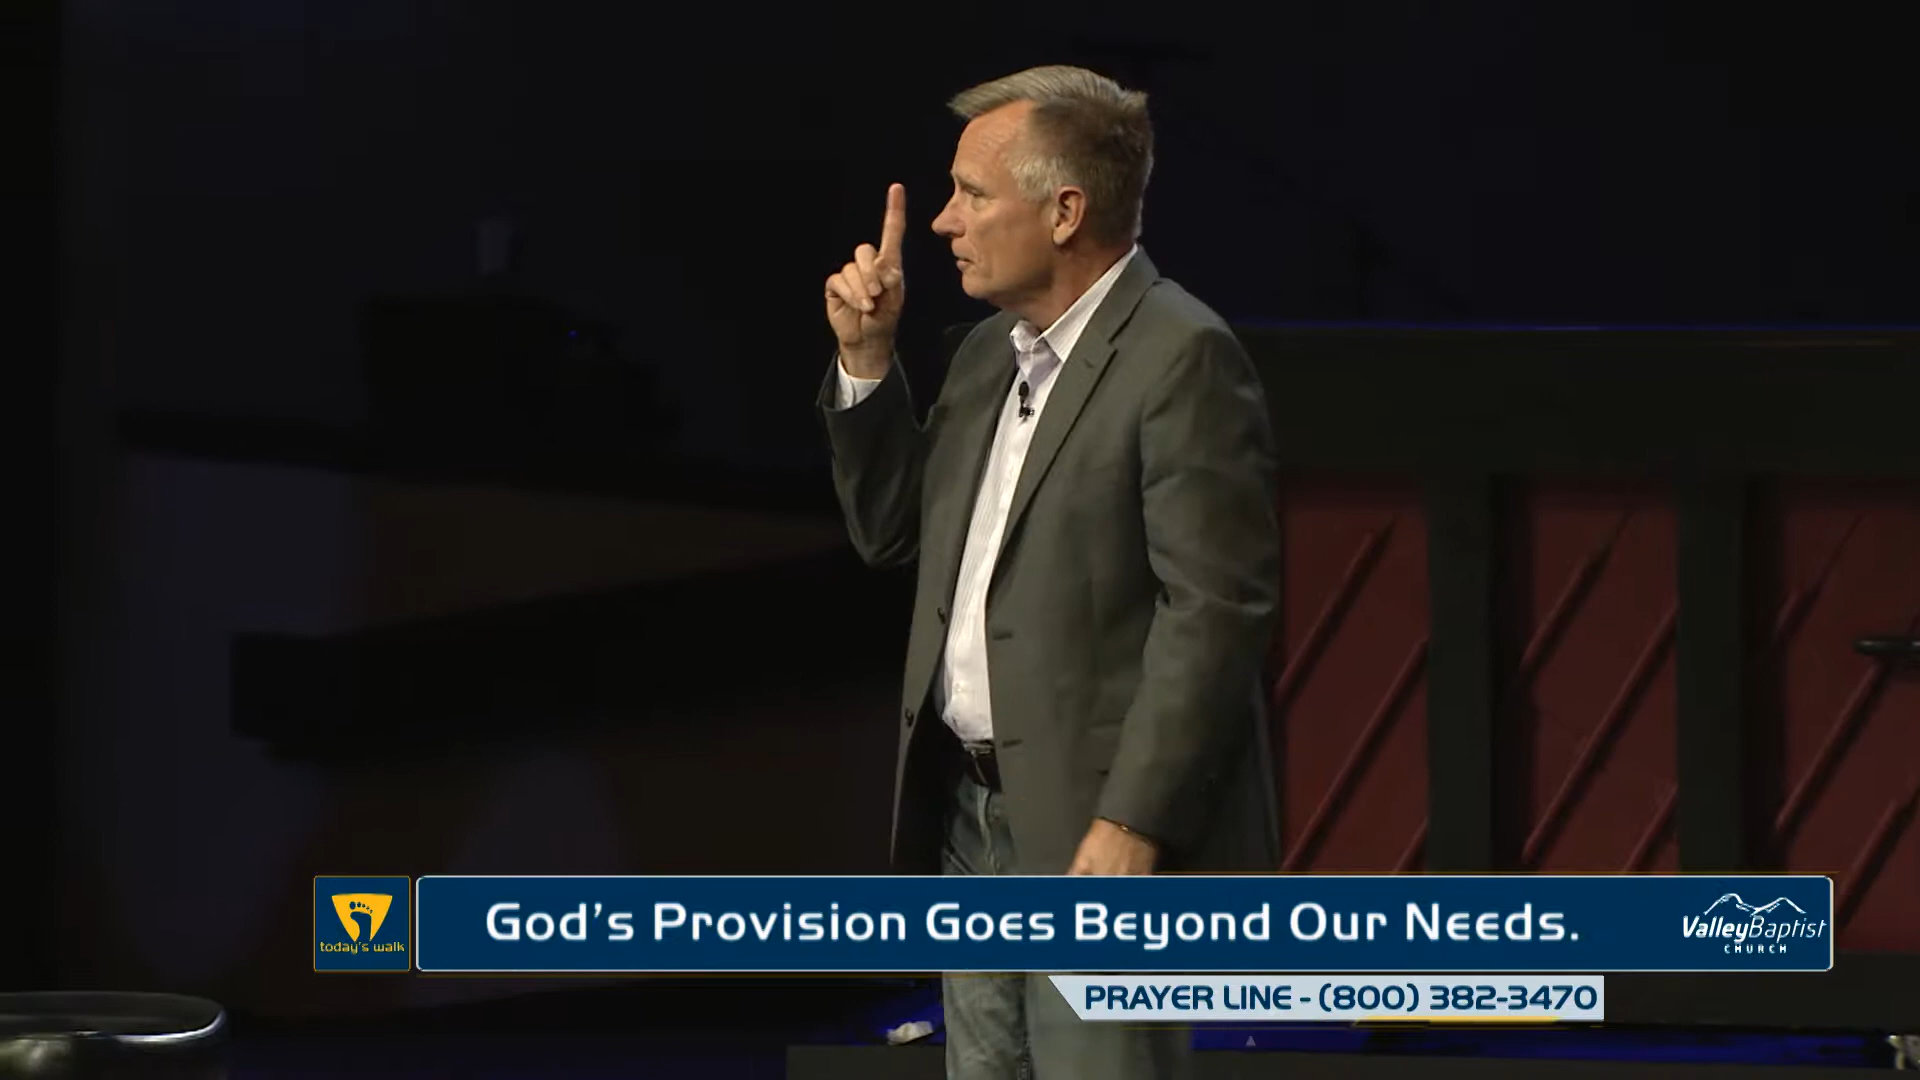 God's Provision Goes Beyond Our Needs.
today's walk
ValleyBaptist
CHURCH
PRAYER LINE - (800) 382-3470